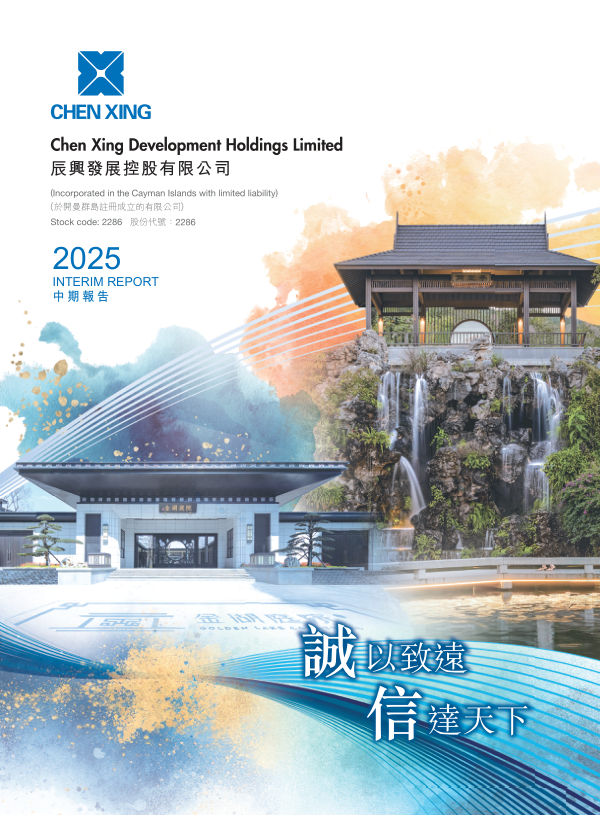 CHEN XING
Chen Xing Development Holdings Limited
辰興發展控股有限公司
(Incorporated in the Cayman Islands with limited liability)
(於開曼群島註冊成立的有限公司)
Stock code: 2286 股份代號：2286
2025
INTERIM REPORT
中期報告
誠以致遠
信達天下